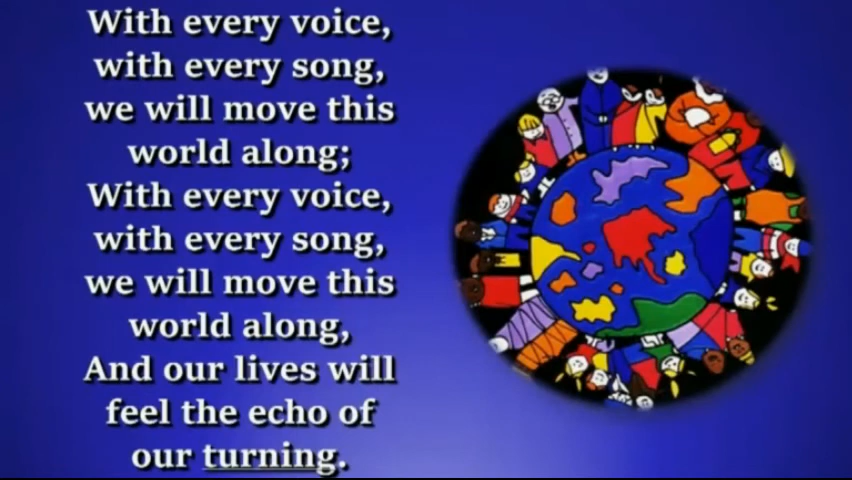 With every voice,
with every song,
we will move this
world along;
With every voice,
with every song,
we will move this
world along,
And our lives will
feel the echo of
our turning.